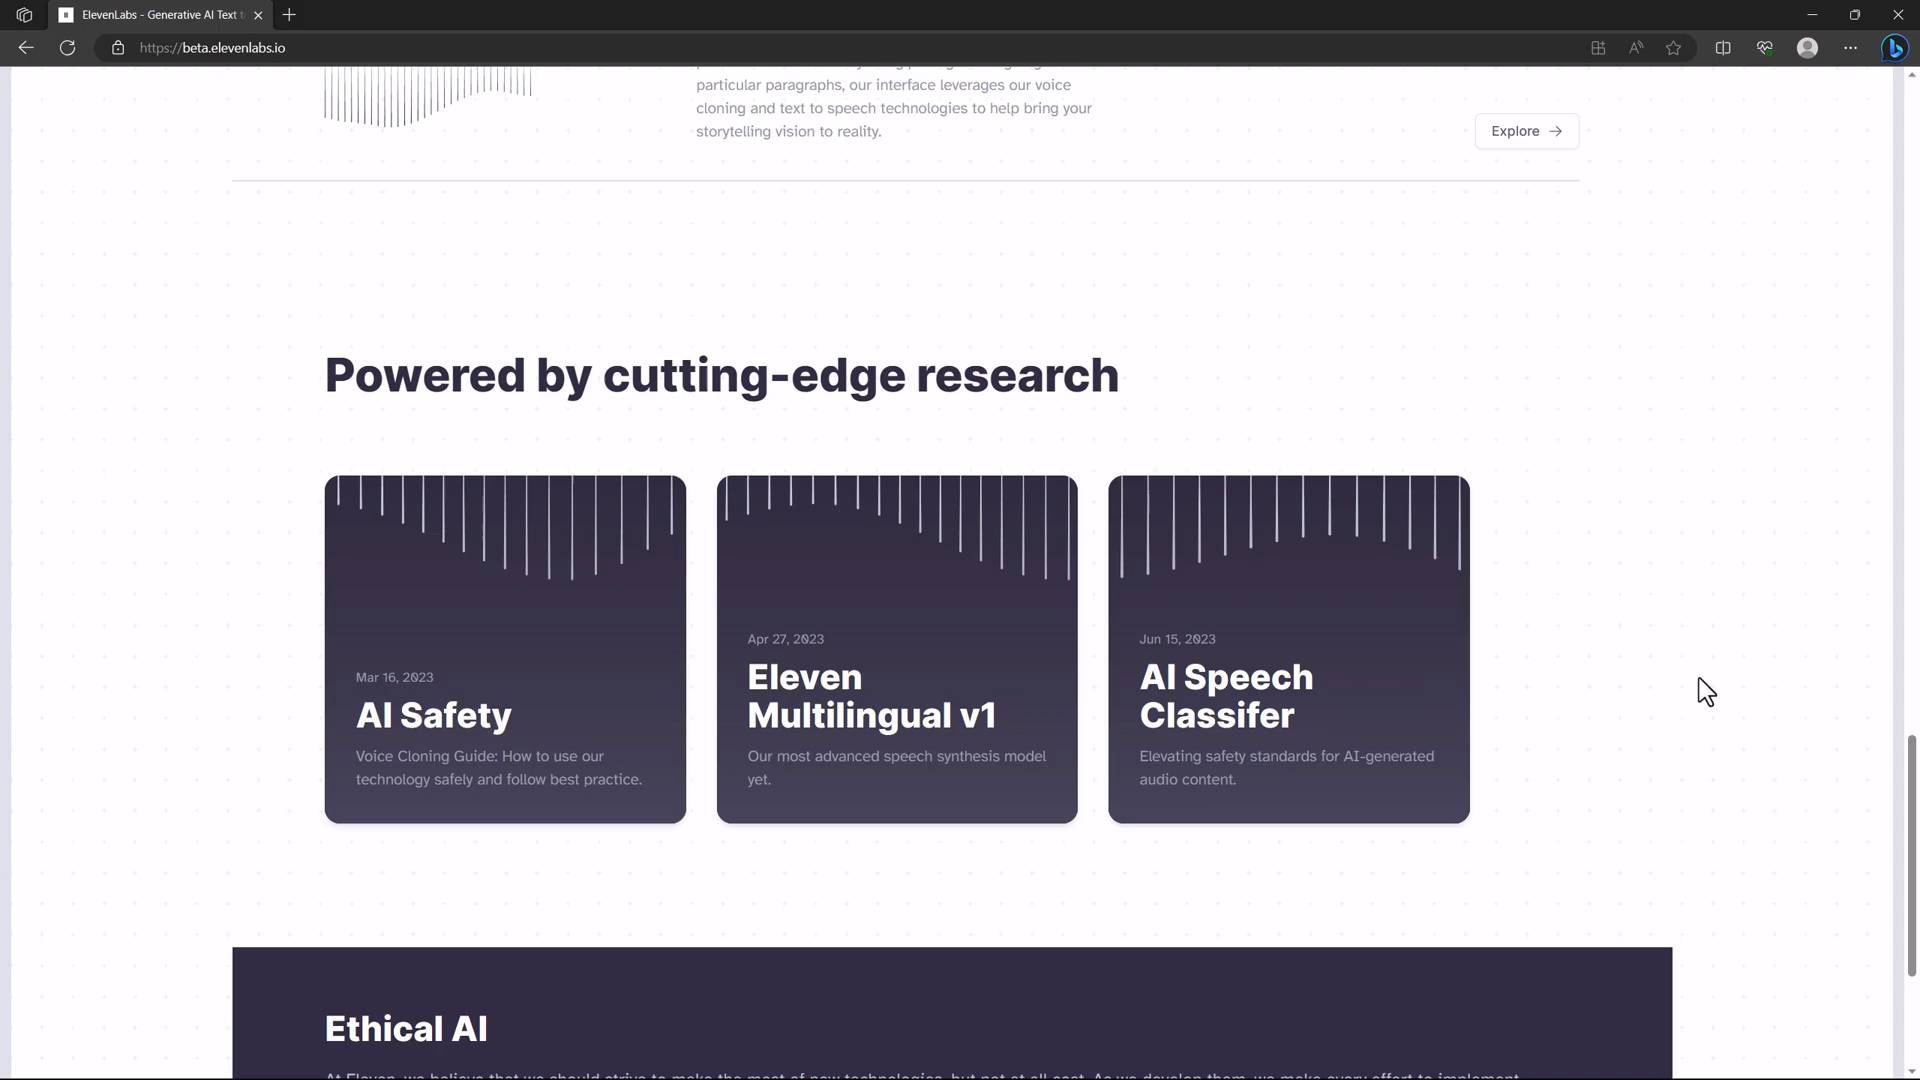 ElevenLabs - Generative AI Text t
https://beta.elevenlabs.io
particular paragraphs, our interface leverages our voice
cloning and text to speech technologies to help bring your
storytelling vision to reality.
Explore
Powered by cutting-edge research
Mar 16, 2023
AI Safety
Voice Cloning Guide: How to use our
technology safely and follow best practice.
Apr 27, 2023
Eleven
Multilingual v1
Our most advanced speech synthesis model
yet.
Jun 15, 2023
AI Speech
Classifer
Elevating safety standards for AI-generated
audio content.
Ethical AI
At Eleven, we believe that we should strive to make the most of new technologies, but not at all cost. As we develop them, we make every effort to implement